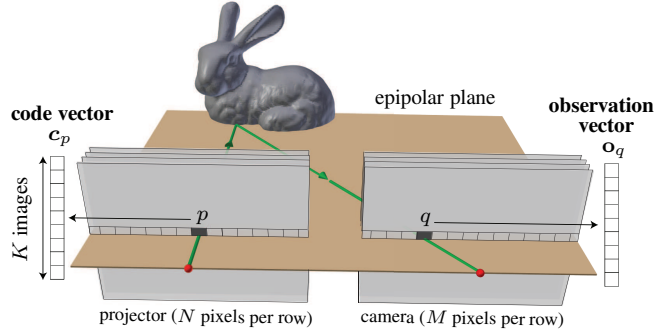 epipolar plane
code vector
c_p
observation
vector
o_q
K images
p
q
projector (N pixels per row)
camera (M pixels per row)